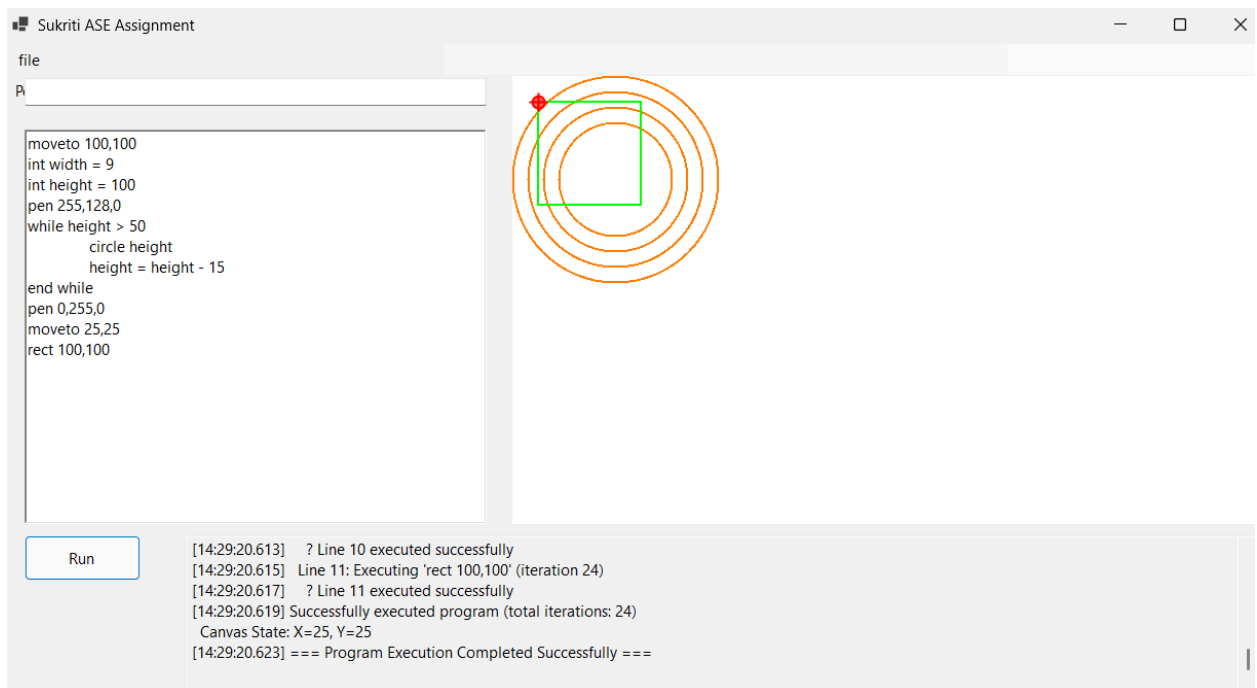 Sukriti ASE Assignment
file
moveto 100,100
int width = 9
int height = 100
pen 255,128,0
while height > 50
circle height
height = height - 15
end while
pen 0,255,0
moveto 25,25
rect 100,100
Run
[14:29:20.613] ? Line 10 executed successfully
[14:29:20.615] Line 11: Executing 'rect 100,100' (iteration 24)
[14:29:20.617] ? Line 11 executed successfully
[14:29:20.619] Successfully executed program (total iterations: 24)
Canvas State: X=25, Y=25
[14:29:20.623] === Program Execution Completed Successfully ===